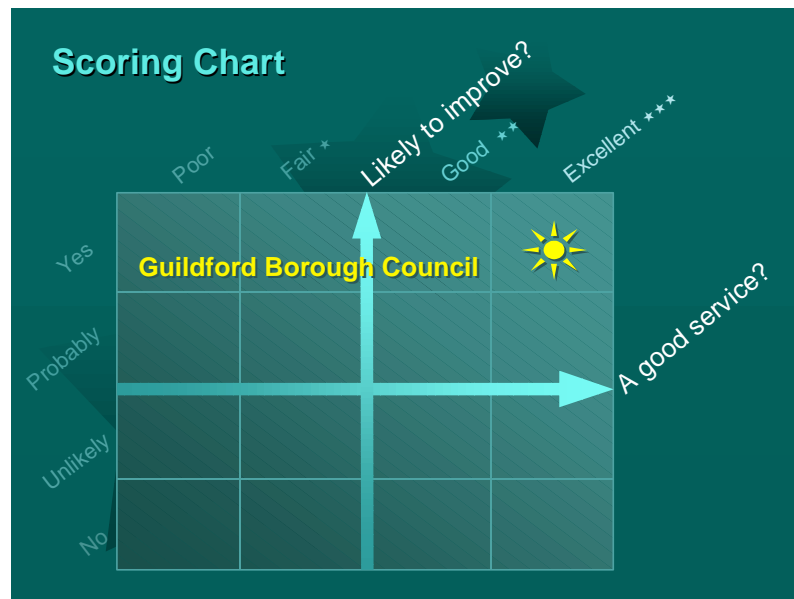 Scoring Chart
Likely to improve?
Poor
Fair ★
Good ★★
Excellent ★★★
Yes
Guildford Borough Council
A good service?
Probably
Unlikely
No